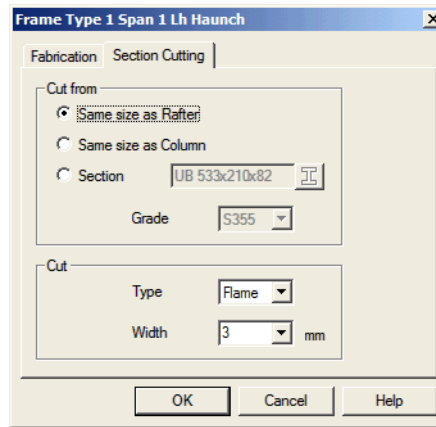 Frame Type 1 Span 1 Lh Haunch
Fabrication Section Cutting
Cut from
Same size as Rafter
Same size as Column
Section UB 533x210x82
Grade S355
Cut
Type Flame
Width 3 mm
OK Cancel Help